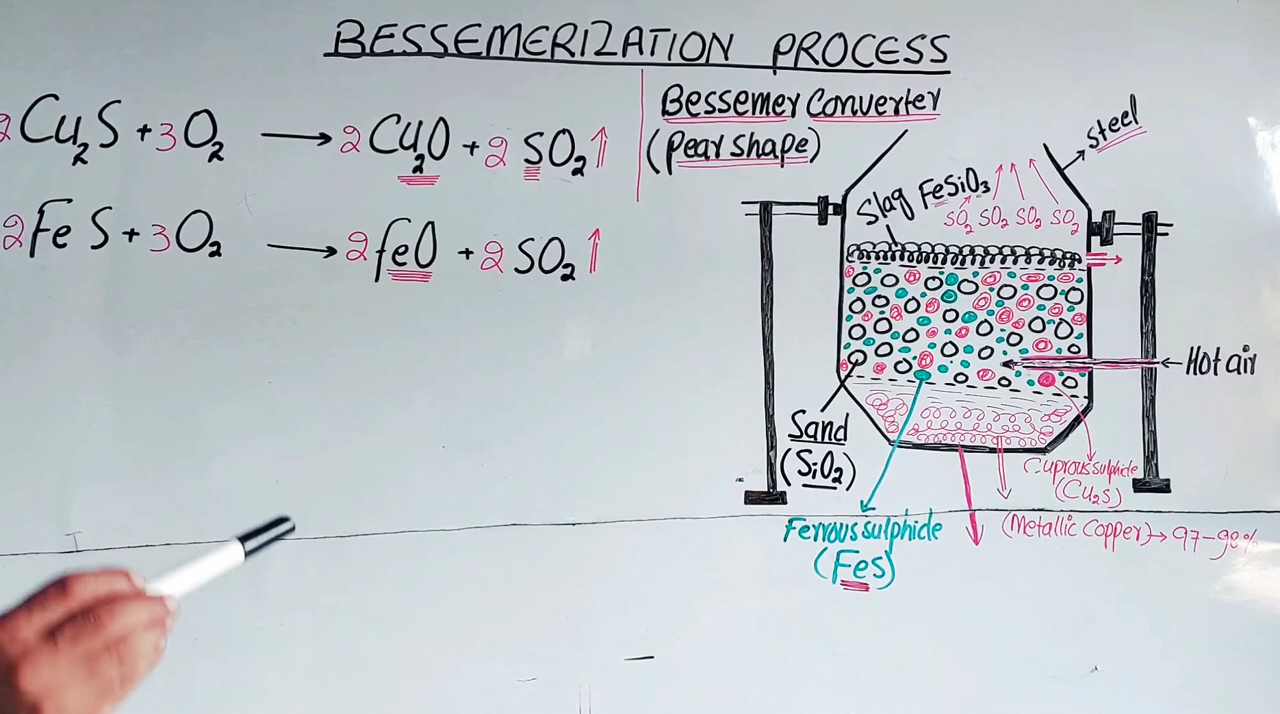 BESSEMERIZATION PROCESS
2Cu₂S + 3O₂ → 2Cu₂O + 2SO₂↑
2FeS + 3O₂ → 2feO + 2SO₂↑
Bessemer Converter
(Pear shape)
Steel
Slag FeSiO₃
SO₂ SO₂ SO₂ SO₂
Hot air
Sand
(SiO₂)
Cuprous sulphide
(Cu₂S)
Ferrous sulphide
(FeS)
(Metallic copper)→ 97-98%